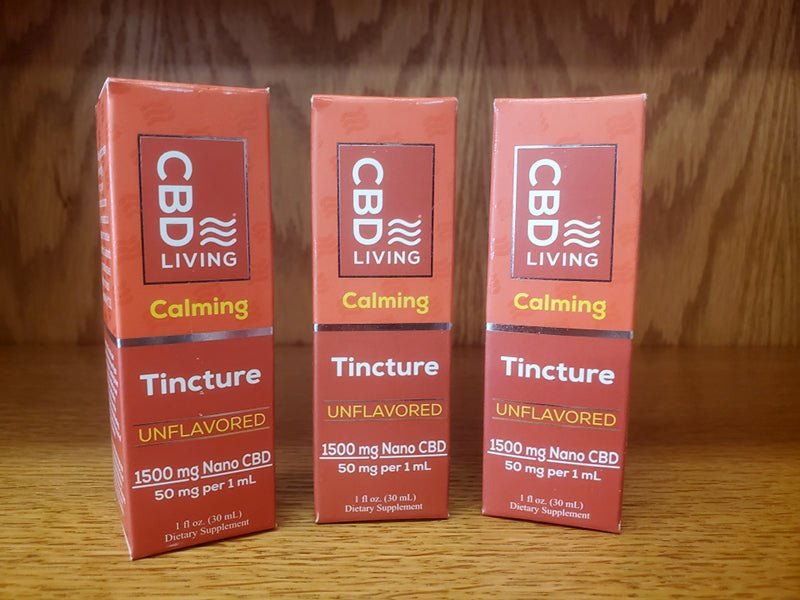 CBD
LIVING
Calming
Tincture
UNFLAVORED
1500 mg Nano CBD
50 mg per 1 mL
1 fl oz. (30 mL)
Dietary Supplement
CBD
LIVING
Calming
Tincture
UNFLAVORED
1500 mg Nano CBD
50 mg per 1 mL
1 fl oz. (30 mL)
Dietary Supplement
CBD
LIVING
Calming
Tincture
UNFLAVORED
1500 mg Nano CBD
50 mg per 1 mL
1 fl oz. (30 mL)
Dietary Supplement